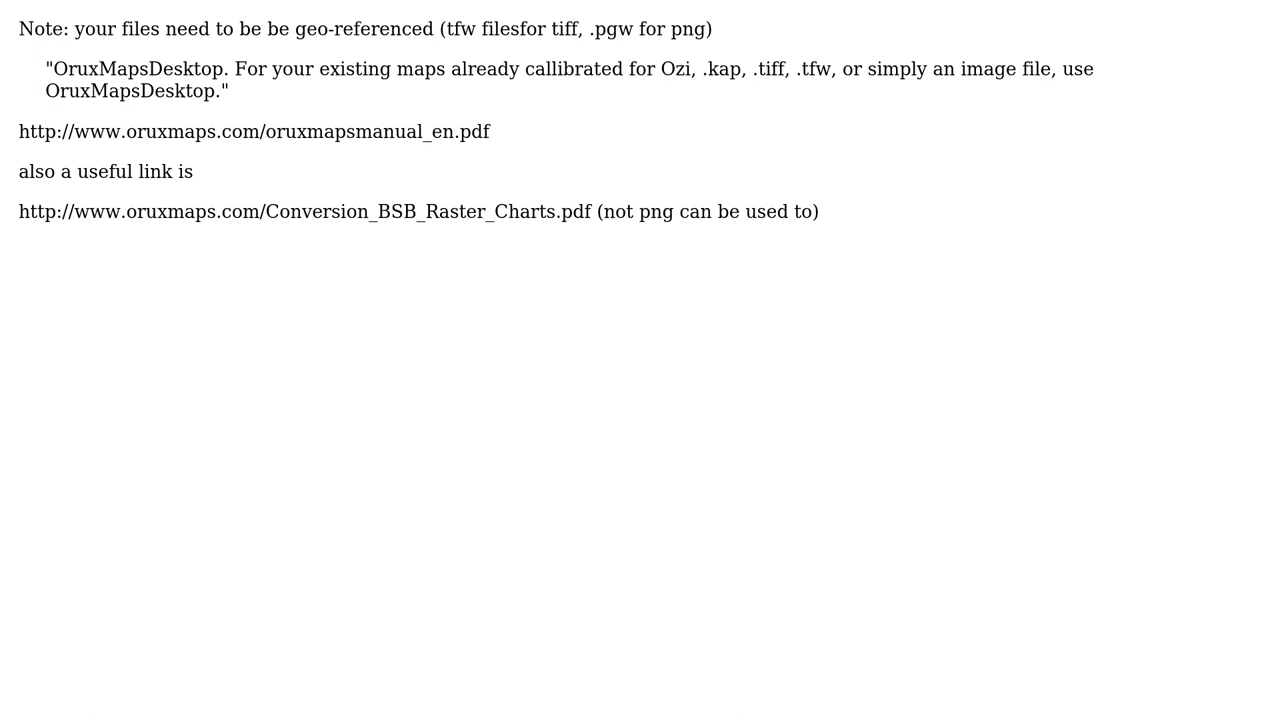 Note: your files need to be be geo-referenced (tfw filesfor tiff, .pgw for png)
"OruxMapsDesktop. For your existing maps already callibrated for Ozi, .kap, .tiff, .tfw, or simply an image file, use
OruxMapsDesktop."
http://www.oruxmaps.com/oruxmapsmanual_en.pdf
also a useful link is
http://www.oruxmaps.com/Conversion_BSB_Raster_Charts.pdf (not png can be used to)